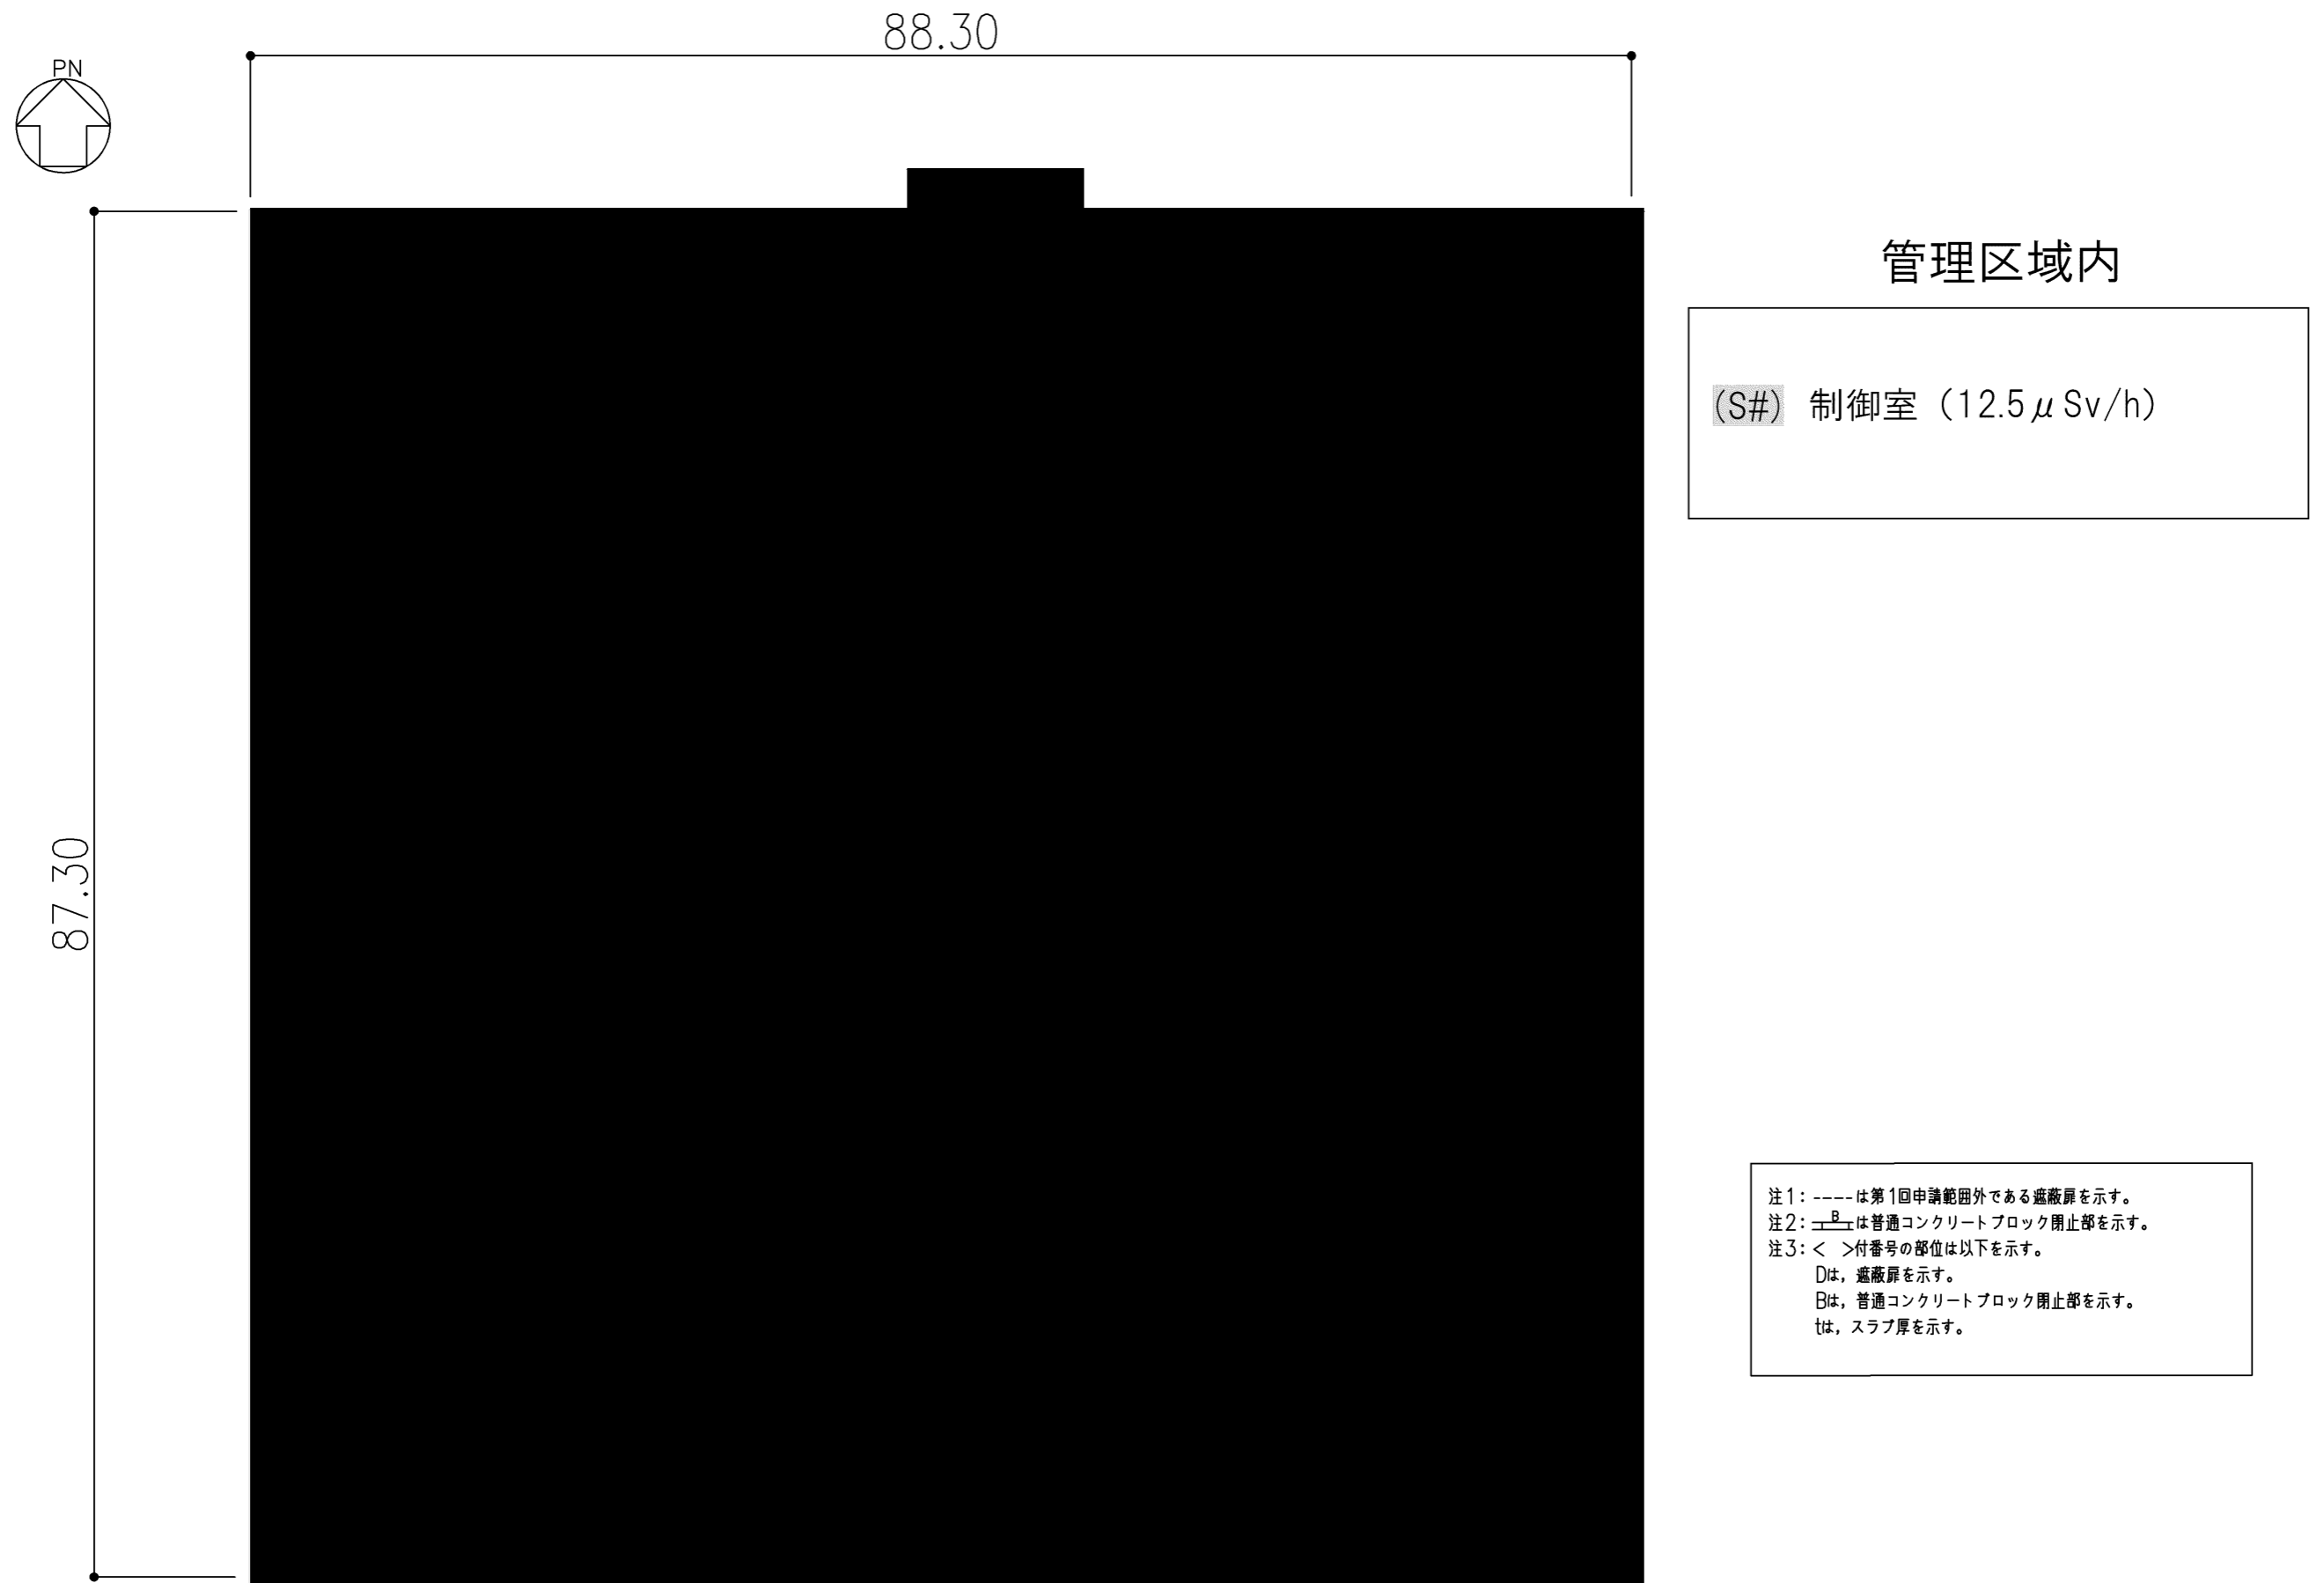 88.30
PN
87.30
管理区域内
(S#) 制御室 (12.5μSv/h)
注1:----は第1回申請範囲外である遮蔽扉を示す。
注2: B は普通コンクリートブロック閉止部を示す。
注3:< >付番号の部位は以下を示す。
Dは,遮蔽扉を示す。
Bは,普通コンクリートブロック閉止部を示す。
tは,スラブ厚を示す。